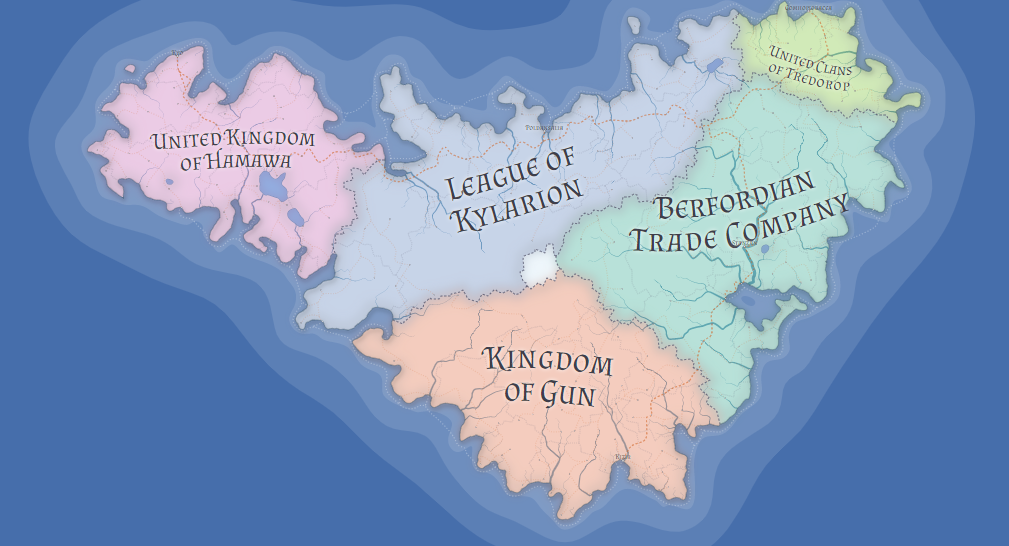 UNITED CLANS
OF TREDOROP
UNITED KINGDOM
OF HAMAWA
LEAGUE OF
KYLARION
BERFORDIAN
TRADE COMPANY
KINGDOM
OF GUN